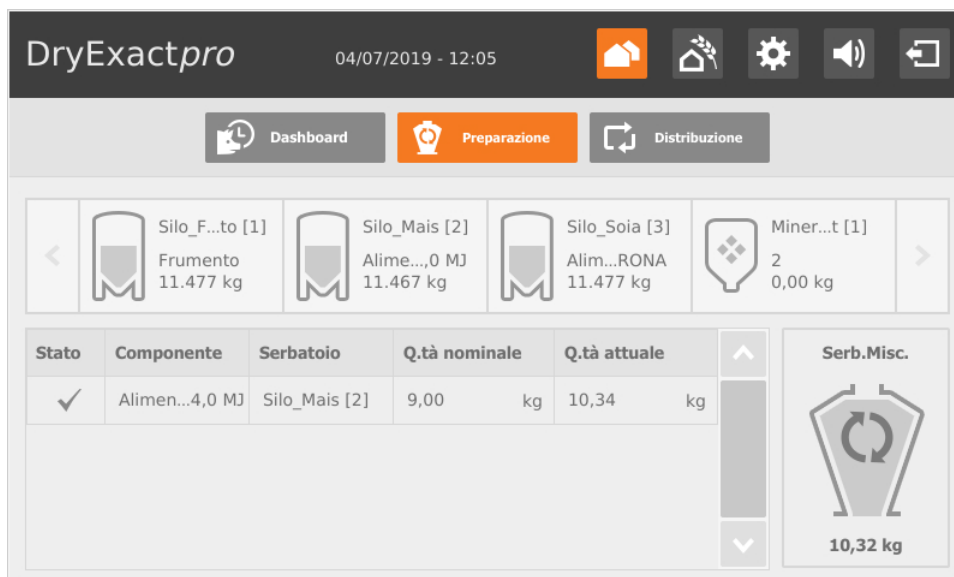 DryExactpro 04/07/2019 - 12:05
Dashboard Preparazione Distribuzione
Silo_F...to [1]
Frumento
11.477 kg
Silo_Mais [2]
Alime...,0 MJ
11.467 kg
Silo_Soia [3]
Alim...RONA
11.477 kg
Miner...t [1]
2
0,00 kg
Stato Componente Serbatoio Q.tà nominale Q.tà attuale
Alimen...4,0 MJ Silo_Mais [2] 9,00 kg 10,34 kg
Serb.Misc.
10,32 kg